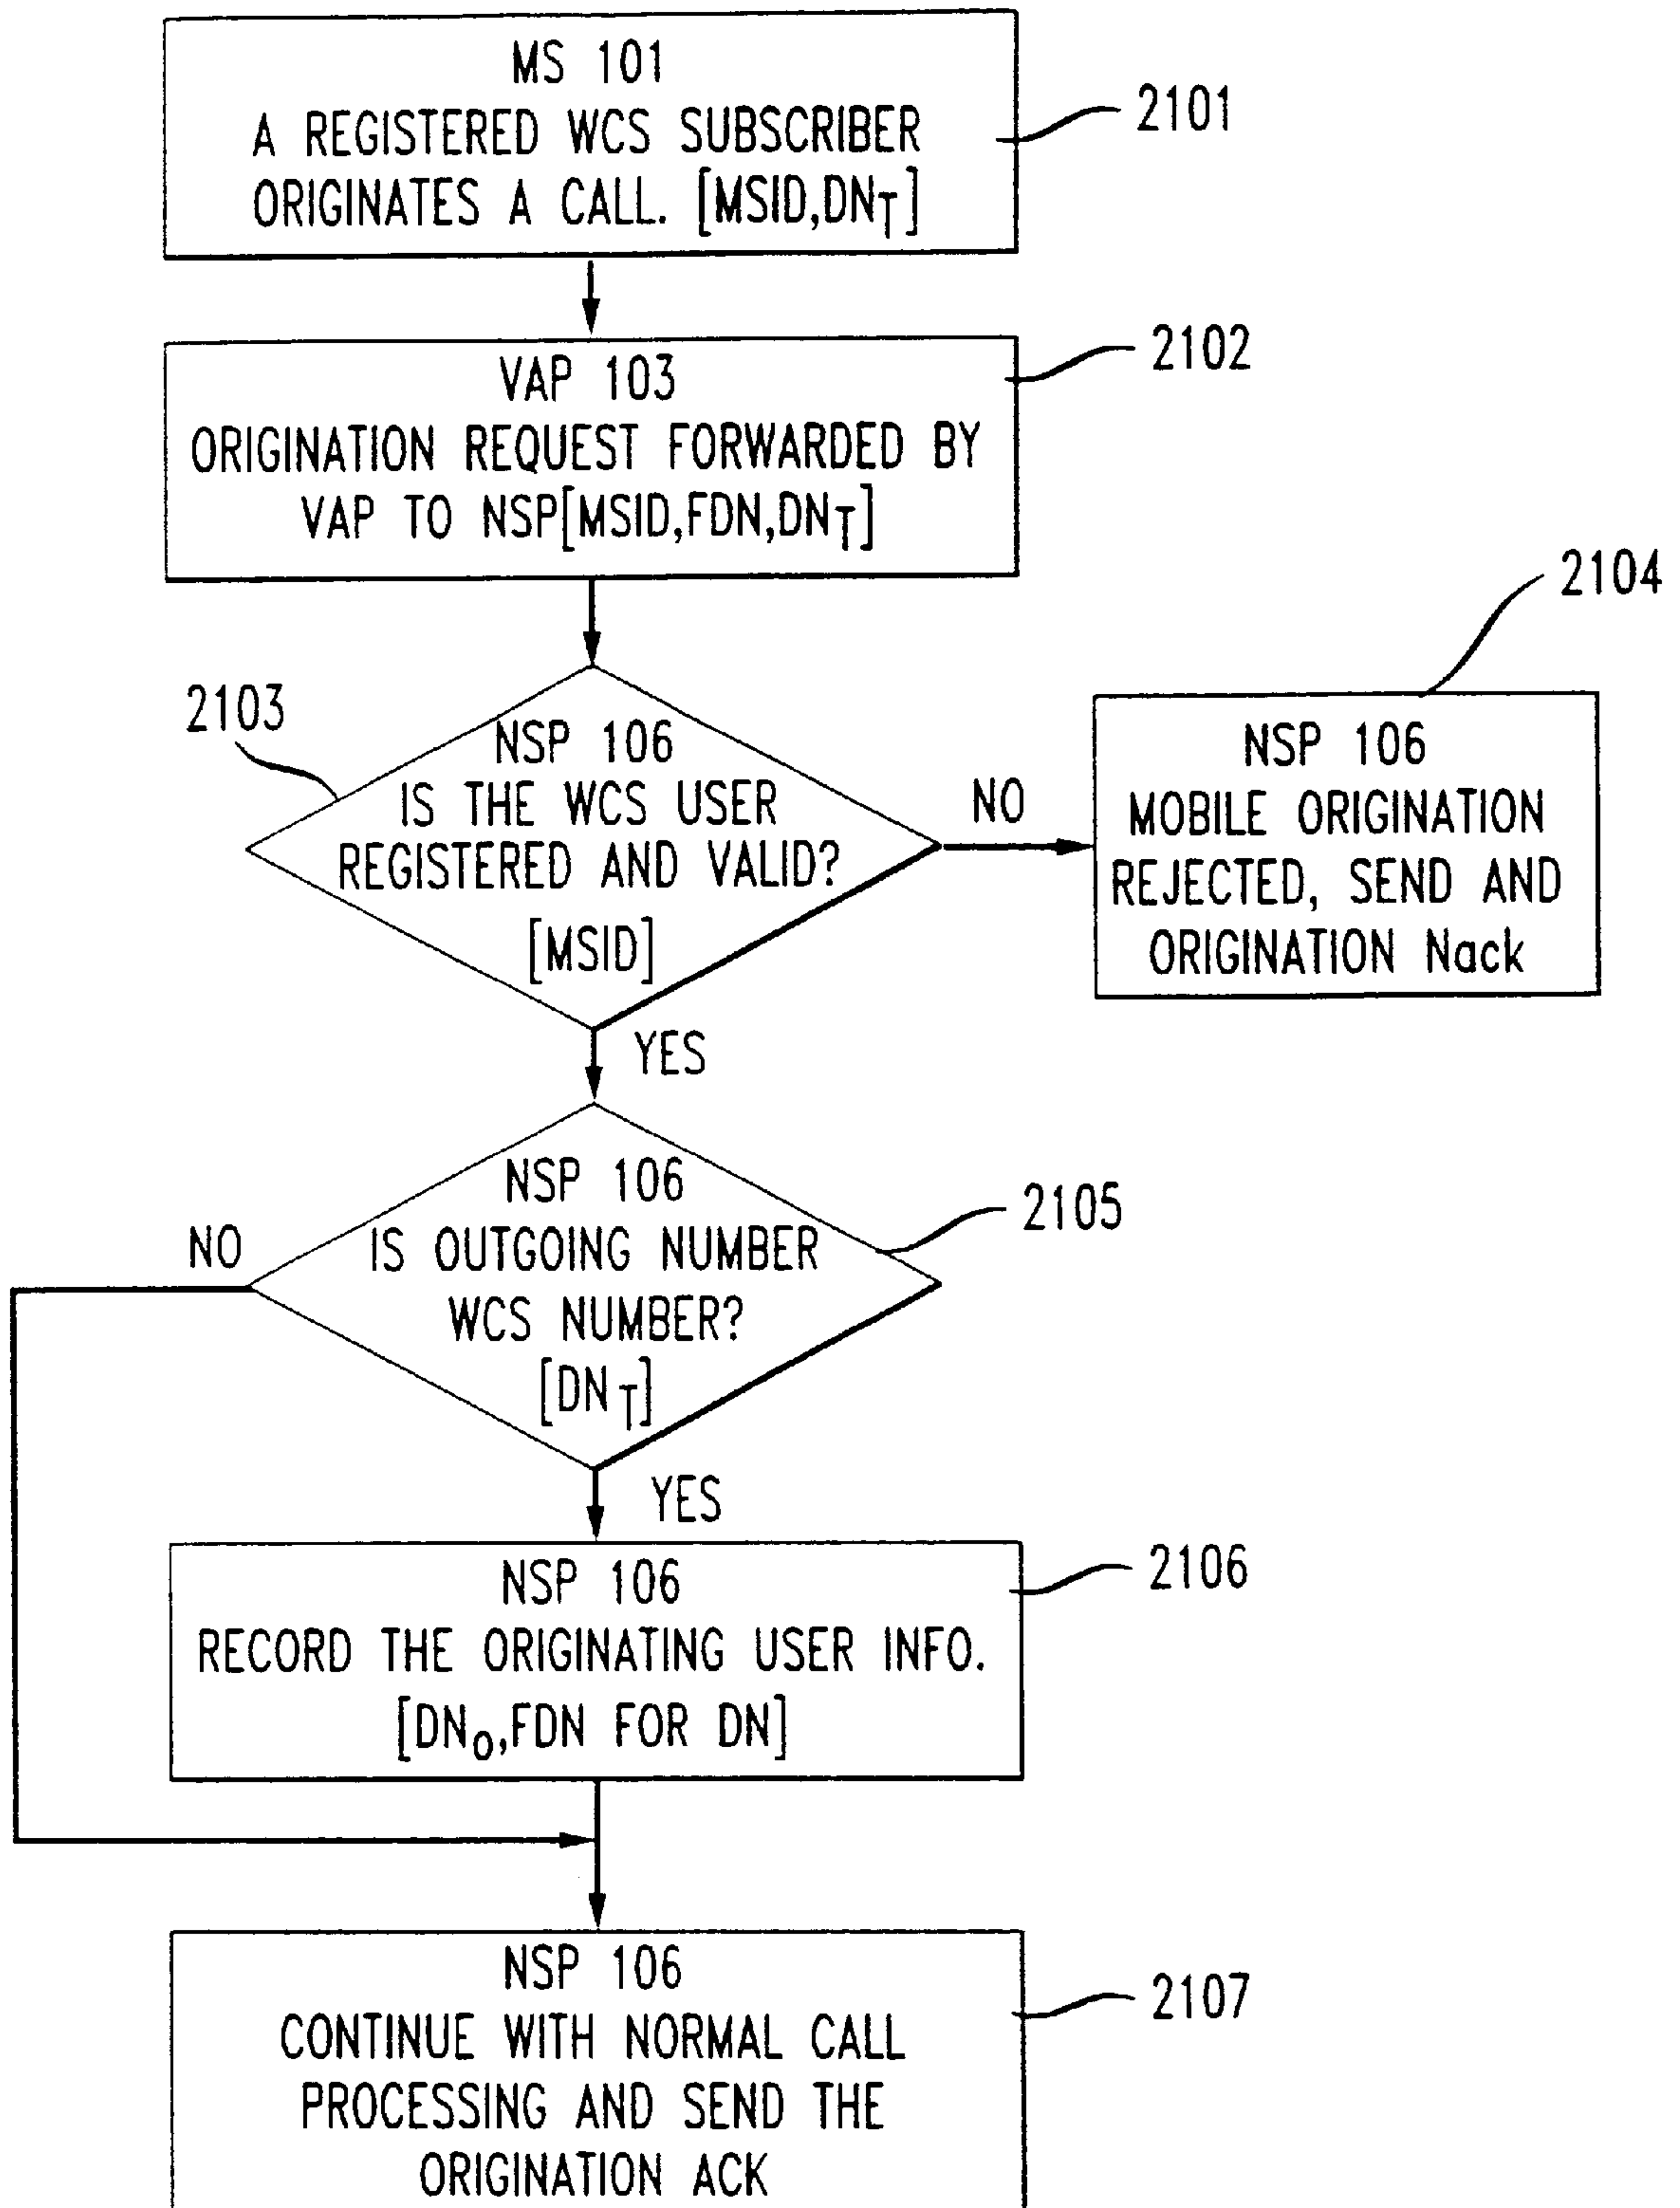 MS 101
A REGISTERED WCS SUBSCRIBER
ORIGINATES A CALL. [MSID,DNT]
2101
VAP 103
ORIGINATION REQUEST FORWARDED BY
VAP TO NSP[MSID,FDN,DNT]
2102
2103
NSP 106
IS THE WCS USER
REGISTERED AND VALID?
[MSID]
NO
YES
2104
NSP 106
MOBILE ORIGINATION
REJECTED, SEND AND
ORIGINATION Nack
NSP 106
IS OUTGOING NUMBER
WCS NUMBER?
[DNT]
2105
NO
YES
NSP 106
RECORD THE ORIGINATING USER INFO.
[DNO,FDN FOR DN]
2106
NSP 106
CONTINUE WITH NORMAL CALL
PROCESSING AND SEND THE
ORIGINATION ACK
2107